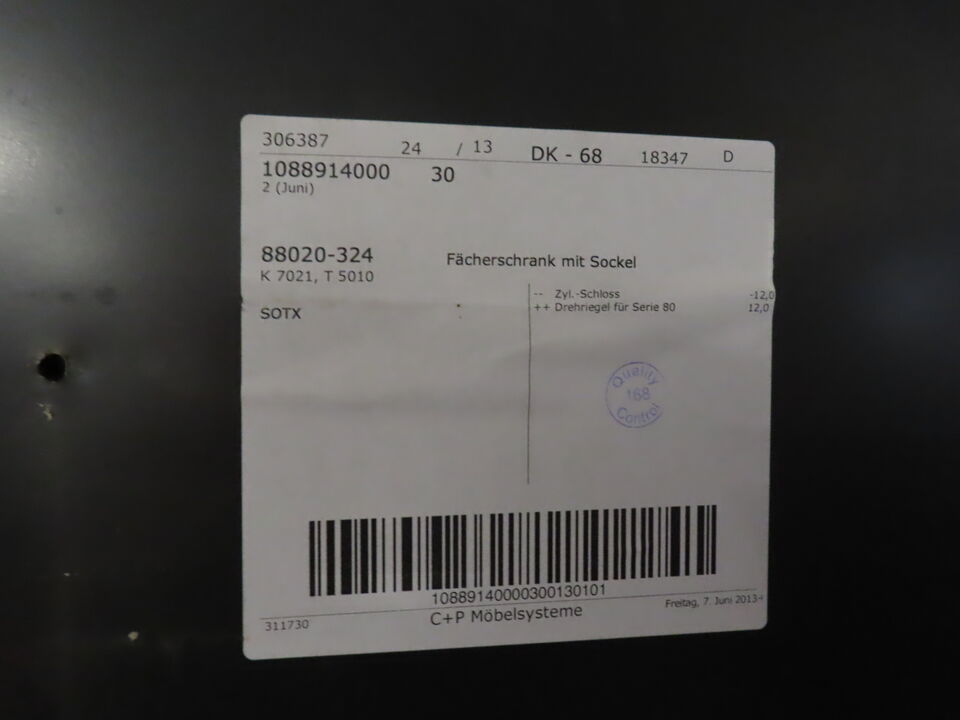 306387 24 / 13 DK - 68 18347 D
1088914000 30
2 (Juni)
88020-324 Fächerschrank mit Sockel
K 7021, T 5010
-- Zyl.-Schloss -12,0
++ Drehriegel für Serie 80 12,0
SOTX
Quality
168
Control
10889140000300130101
311730 C+P Möbelsysteme Freitag, 7. Juni 2013